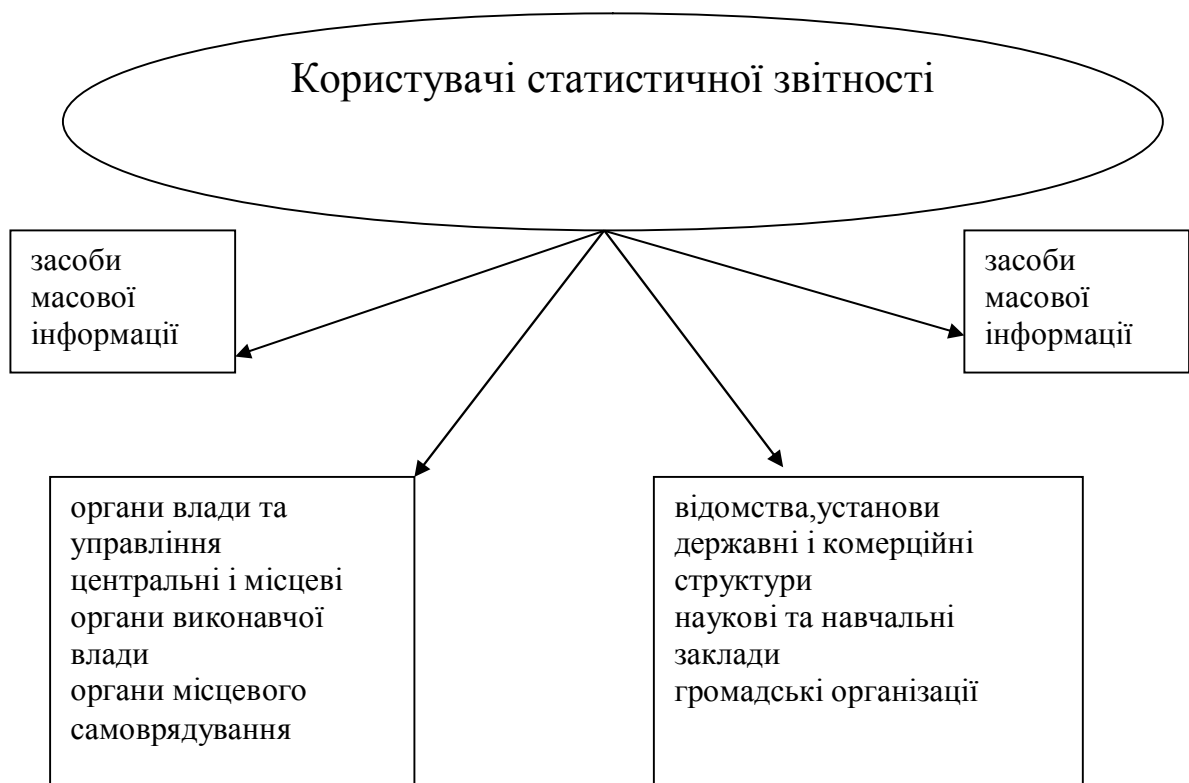 Користувачі статистичної звітності
засоби
масової
інформації
засоби
масової
інформації
органи влади та
управління
центральні і місцеві
органи виконавчої
влади
органи місцевого
самоврядування
відомства,установи
державні і комерційні
структури
наукові та навчальні
заклади
громадські організації